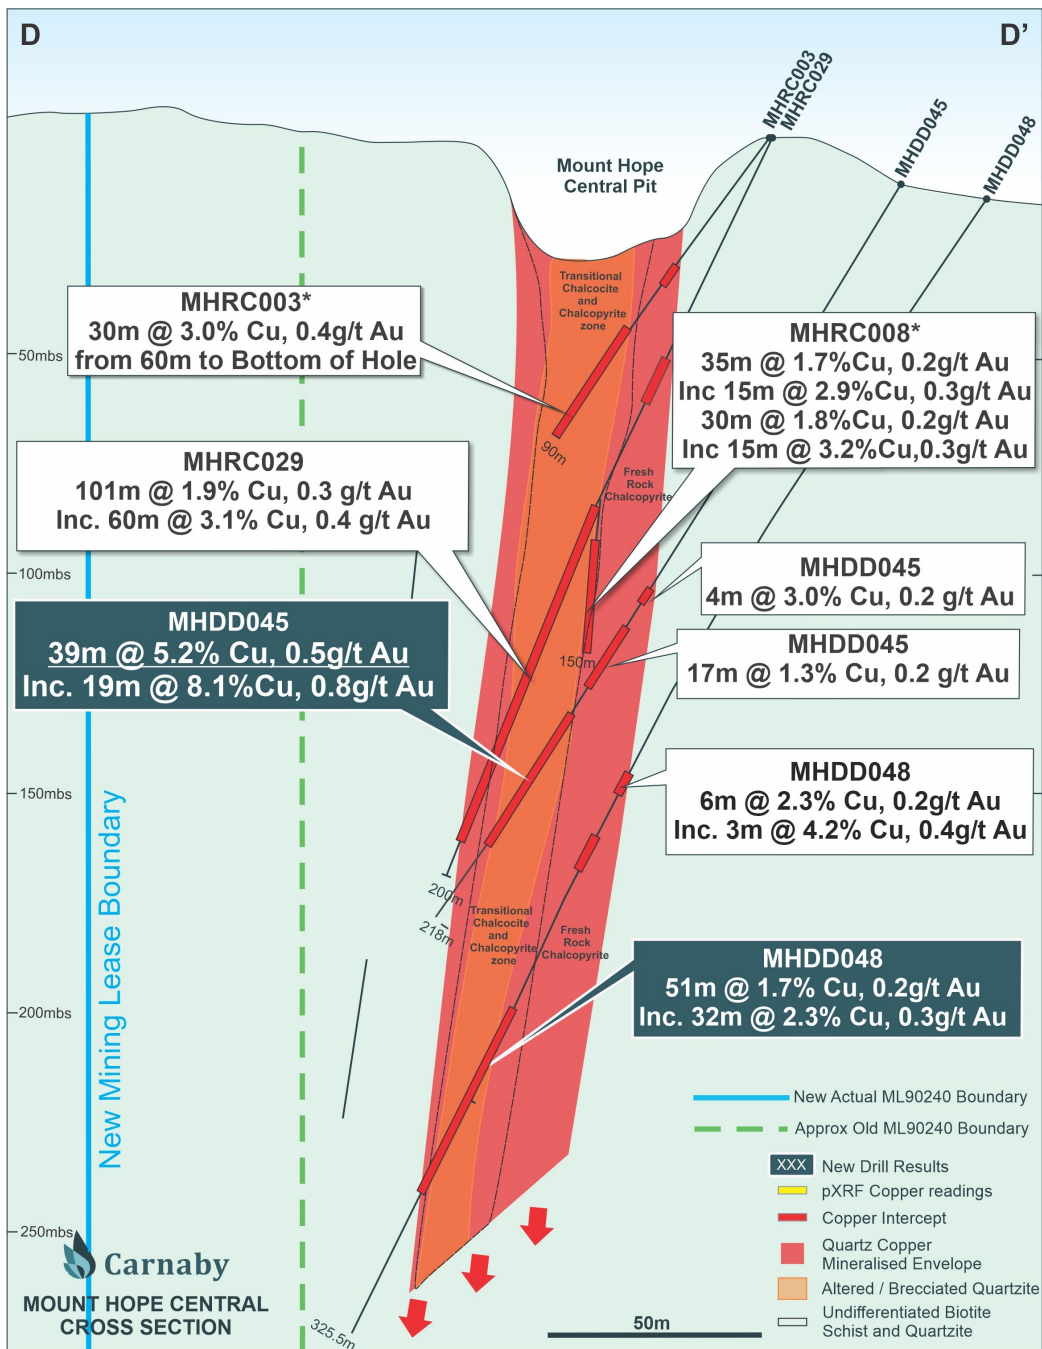 D
D'
MHRC003
MHRC029
MHDD045
MHDD048
Mount Hope
Central Pit
Transitional
Chalcocite
and
Chalcopyrite
zone
MHRC003*
30m @ 3.0% Cu, 0.4g/t Au
from 60m to Bottom of Hole
MHRC008*
35m @ 1.7%Cu, 0.2g/t Au
Inc 15m @ 2.9%Cu, 0.3g/t Au
30m @ 1.8%Cu, 0.2g/t Au
Inc 15m @ 3.2%Cu,0.3g/t Au
50mbs
90m
MHRC029
101m @ 1.9% Cu, 0.3 g/t Au
Inc. 60m @ 3.1% Cu, 0.4 g/t Au
Fresh
Rock
Chalcopyrite
100mbs
MHDD045
4m @ 3.0% Cu, 0.2 g/t Au
MHDD045
39m @ 5.2% Cu, 0.5g/t Au
Inc. 19m @ 8.1%Cu, 0.8g/t Au
150m
MHDD045
17m @ 1.3% Cu, 0.2 g/t Au
150mbs
MHDD048
6m @ 2.3% Cu, 0.2g/t Au
Inc. 3m @ 4.2% Cu, 0.4g/t Au
New Mining Lease Boundary
200m
218m
Transitional
Chalcocite
and
Chalcopyrite
zone
Fresh
Rock
Chalcopyrite
MHDD048
51m @ 1.7% Cu, 0.2g/t Au
Inc. 32m @ 2.3% Cu, 0.3g/t Au
200mbs
250mbs
325.5m
Carnaby
MOUNT HOPE CENTRAL
CROSS SECTION
50m
New Actual ML90240 Boundary
Approx Old ML90240 Boundary
XXX New Drill Results
pXRF Copper readings
Copper Intercept
Quartz Copper
Mineralised Envelope
Altered / Brecciated Quartzite
Undifferentiated Biotite
Schist and Quartzite